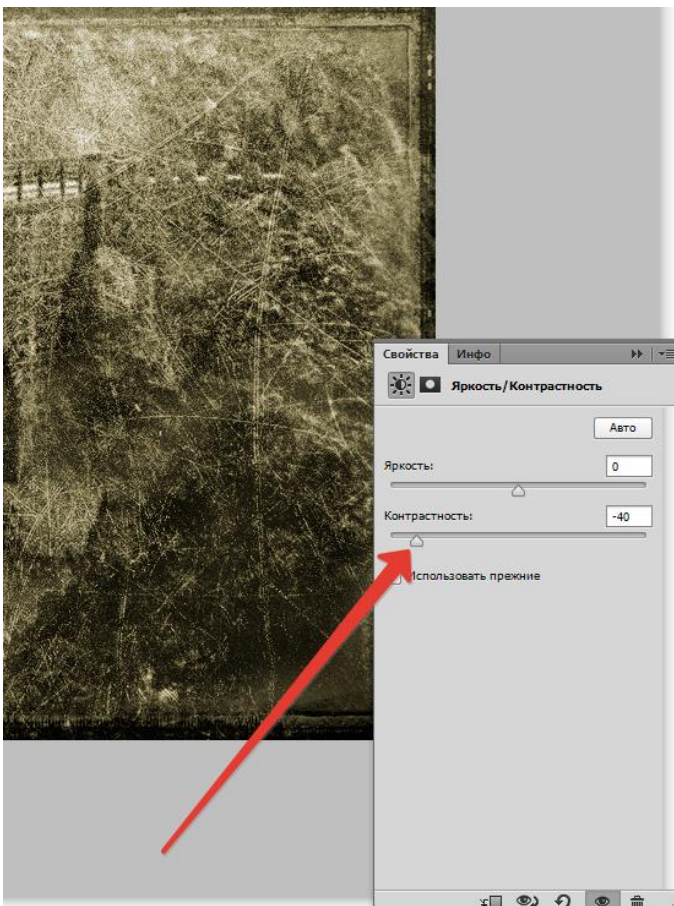 Свойства Инфо
Яркость/Контрастность
Авто
Яркость: 0
Контрастность: -40
Использовать прежние